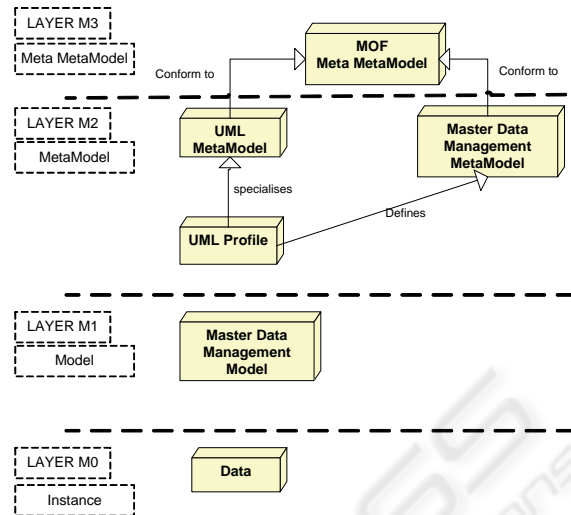 LAYER M3
Meta MetaModel
MOF
Meta MetaModel
Conform to
Conform to
LAYER M2
MetaModel
UML
MetaModel
Master Data
Management
MetaModel
specialises
Defines
UML Profile
LAYER M1
Model
Master Data
Management
Model
LAYER M0
Instance
Data